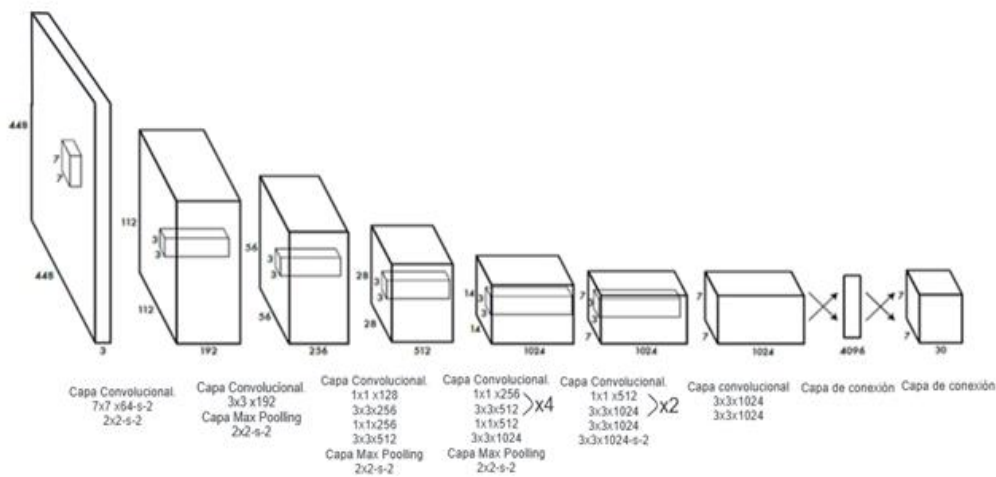 448
7
7
448
3
112
3
3
112
192
56
3
3
56
256
28
3
3
28
512
14
3
3
14
1024
7
3
3
7
1024
7
7
1024
4096
7
7
30
Capa Convolucional.
7x7 x64-s-2
2x2-s-2
Capa Convolucional.
3x3 x192
Capa Max Poolling
2x2-s-2
Capa Convolucional.
1x1 x128
3x3x256
1x1x256
3x3x512
Capa Max Poolling
2x2-s-2
Capa Convolucional.
1x1 x256
3x3x512
x4
1x1x512
3x3x1024
Capa Max Poolling
2x2-s-2
Capa Convolucional.
1x1 x512
3x3x1024
x2
3x3x1024
3x3x1024-s-2
Capa convolucional
3x3x1024
3x3x1024
Capa de conexión
Capa de conexión